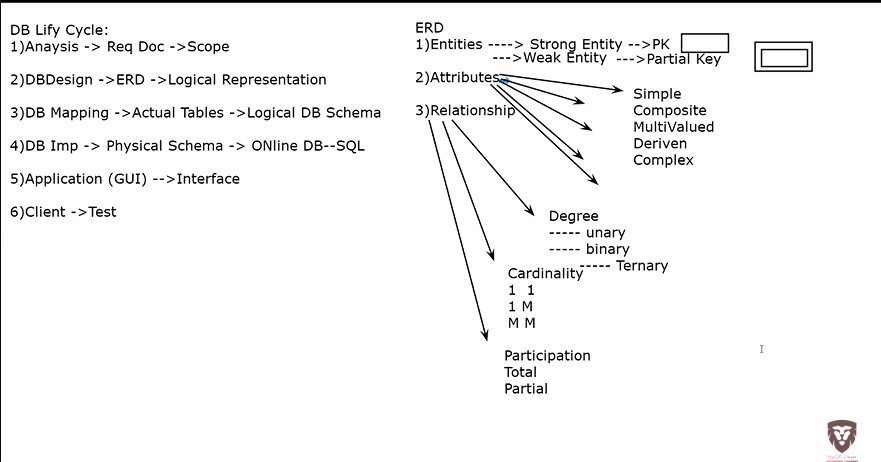 DB Lify Cycle:
1)Anaysis -> Req Doc ->Scope
2)DBDesign ->ERD ->Logical Representation
3)DB Mapping ->Actual Tables ->Logical DB Schema
4)DB Imp -> Physical Schema -> ONline DB--SQL
5)Application (GUI) -->Interface
6)Client ->Test
ERD
1)Entities ----> Strong Entity -->PK
--->Weak Entity --->Partial Key
2)Attributes
Simple
Composite
MultiValued
Deriven
Complex
3)Relationship
Degree
----- unary
----- binary
----- Ternary
Cardinality
1 1
1 M
M M
Participation
Total
Partial